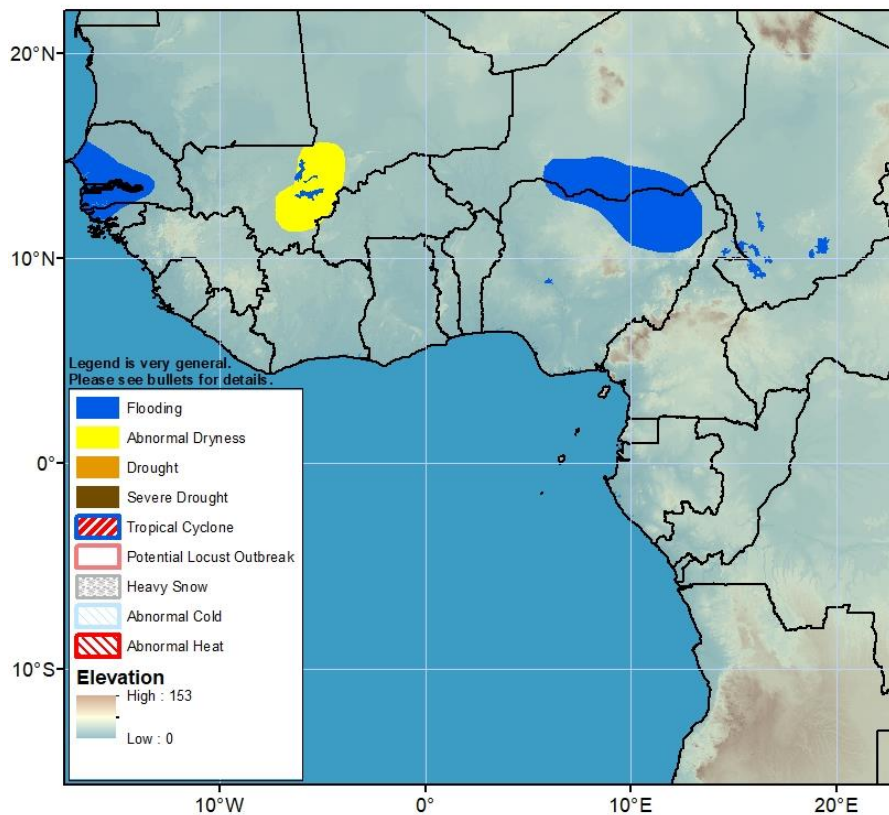 20°N
10°N
0°
10°S
Legend is very general.
Please see bullets for details.
Flooding
Abnormal Dryness
Drought
Severe Drought
Tropical Cyclone
Potential Locust Outbreak
Heavy Snow
Abnormal Cold
Abnormal Heat
Elevation
High : 153
Low : 0
10°W
0°
10°E
20°E